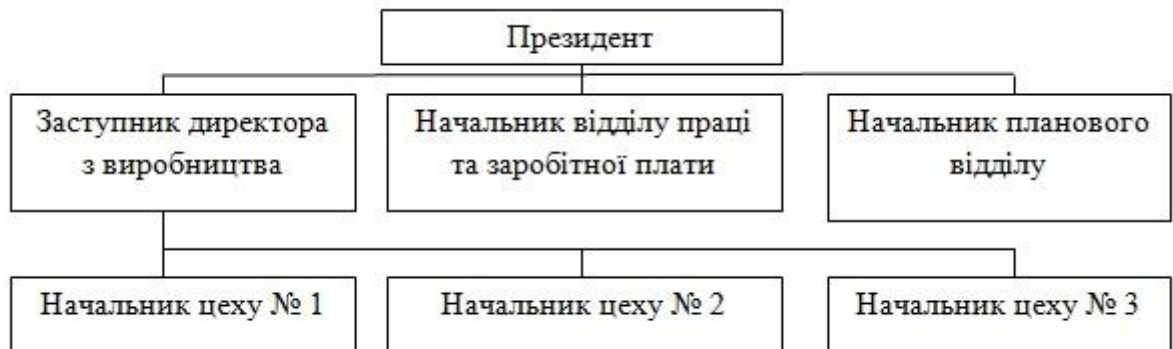 Президент
Заступник директора
з виробництва
Начальник відділу праці
та заробітної плати
Начальник планового
відділу
Начальник цеху № 1
Начальник цеху № 2
Начальник цеху № 3